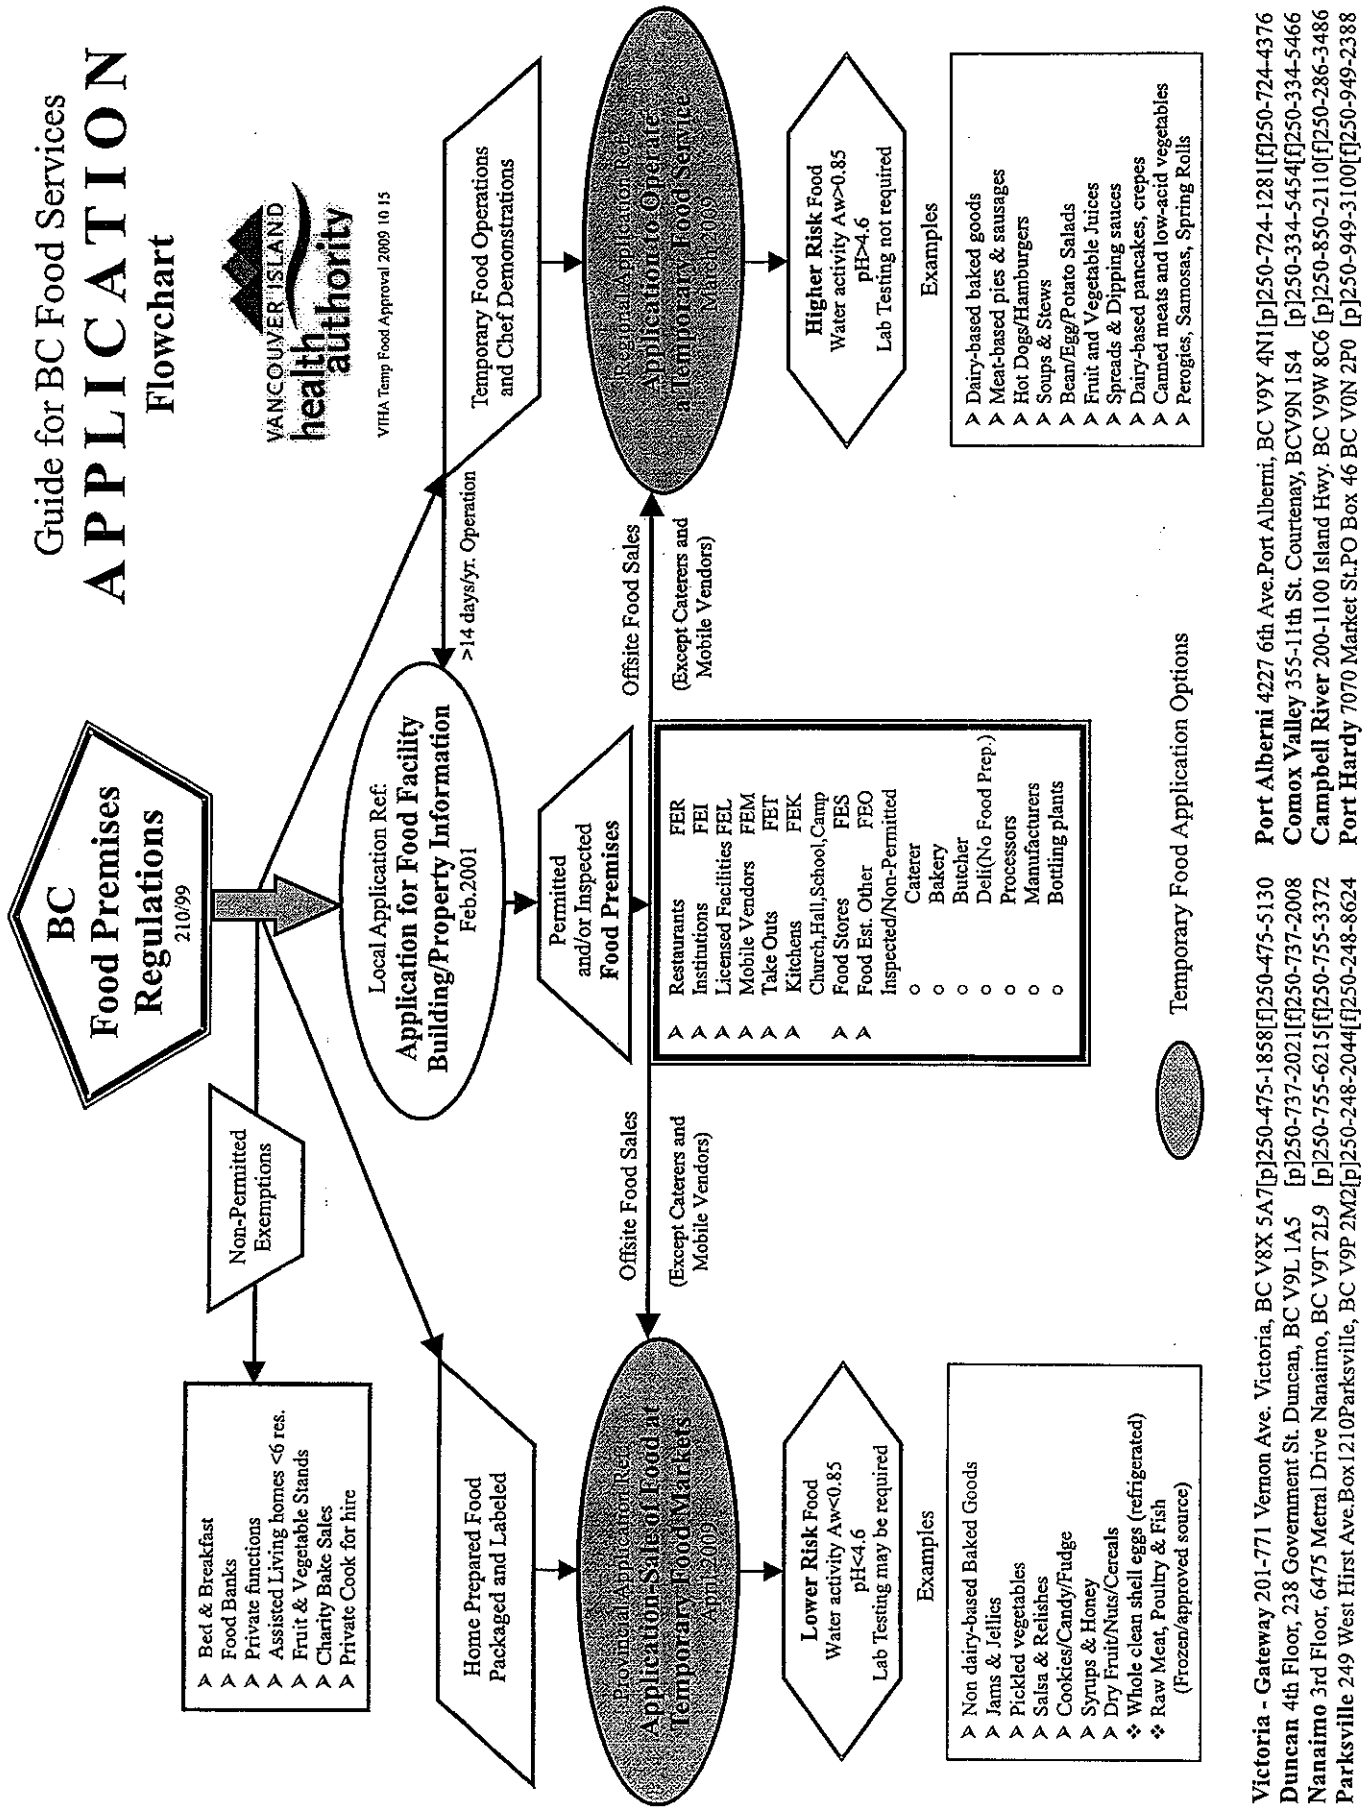 Guide for BC Food Services
APPLICATION
Flowchart
VANCOUVER ISLAND
health
authority
VIHA Temp Food Approval 2009 10 15
BC
Food Premises
Regulations
210/99
Non-Permitted
Exemptions
➢ Bed & Breakfast
➢ Food Banks
➢ Private functions
➢ Assisted Living homes <6 res.
➢ Fruit & Vegetable Stands
➢ Charity Bake Sales
➢ Private Cook for hire
Home Prepared Food
Packaged and Labeled
Local Application Ref:
Application for Food Facility
Building/Property Information
Feb.2001
>14 days/yr. Operation
Temporary Food Operations
and Chef Demonstrations
Permitted
and/or Inspected
Food Premises
Provincial Application Ref:
Application-Sale of Food at
Temporary Food Markets
April 2009
Offsite Food Sales
(Except Caterers and
Mobile Vendors)
Offsite Food Sales
(Except Caterers and
Mobile Vendors)
Regional Application Ref:
Application to Operate
a Temporary Food Service
March 2009
➢ Restaurants FER
➢ Institutions FEI
➢ Licensed Facilities FEL
➢ Mobile Vendors FEM
➢ Take Outs FET
➢ Kitchens FEK
Church,Hall,School,Camp
➢ Food Stores FES
➢ Food Est. Other FEO
Inspected/Non-Permitted
o Caterer
o Bakery
o Butcher
o Deli(No Food Prep.)
o Processors
o Manufacturers
o Bottling plants
Lower Risk Food
Water activity Aw<0.85
pH<4.6
Lab Testing may be required
Examples
➢ Non dairy-based Baked Goods
➢ Jams & Jellies
➢ Pickled vegetables
➢ Salsa & Relishes
➢ Cookies/Candy/Fudge
➢ Syrups & Honey
➢ Dry Fruit/Nuts/Cereals
❖ Whole clean shell eggs (refrigerated)
❖ Raw Meat, Poultry & Fish
(Frozen/approved source)
Higher Risk Food
Water activity Aw>0.85
pH>4.6
Lab Testing not required
Examples
➢ Dairy-based baked goods
➢ Meat-based pies & sausages
➢ Hot Dogs/Hamburgers
➢ Soups & Stews
➢ Bean/Egg/Potato Salads
➢ Fruit and Vegetable Juices
➢ Spreads & Dipping sauces
➢ Dairy-based pancakes, crepes
➢ Canned meats and low-acid vegetables
➢ Perogies, Samosas, Spring Rolls
Temporary Food Application Options
Victoria - Gateway 201-771 Vernon Ave. Victoria, BC V8X 5A7[p]250-475-1858[f]250-475-5130
Duncan 4th Floor, 238 Government St. Duncan, BC V9L 1A5 [p]250-737-2021[f]250-737-2008
Nanaimo 3rd Floor, 6475 Metral Drive Nanaimo, BC V9T 2L9 [p]250-755-6215[f]250-755-3372
Parksville 249 West Hirst Ave.Box1210Parksville, BC V9P 2M2[p]250-248-2044[f]250-248-8624
Port Alberni 4227 6th Ave.Port Alberni, BC V9Y 4N1[p]250-724-1281[f]250-724-4376
Comox Valley 355-11th St. Courtenay, BCV9N 1S4 [p]250-334-5454[f]250-334-5466
Campbell River 200-1100 Island Hwy. BC V9W 8C6 [p]250-850-2110[f]250-286-3486
Port Hardy 7070 Market St.PO Box 46 BC V0N 2P0 [p]250-949-3100[f]250-949-2388